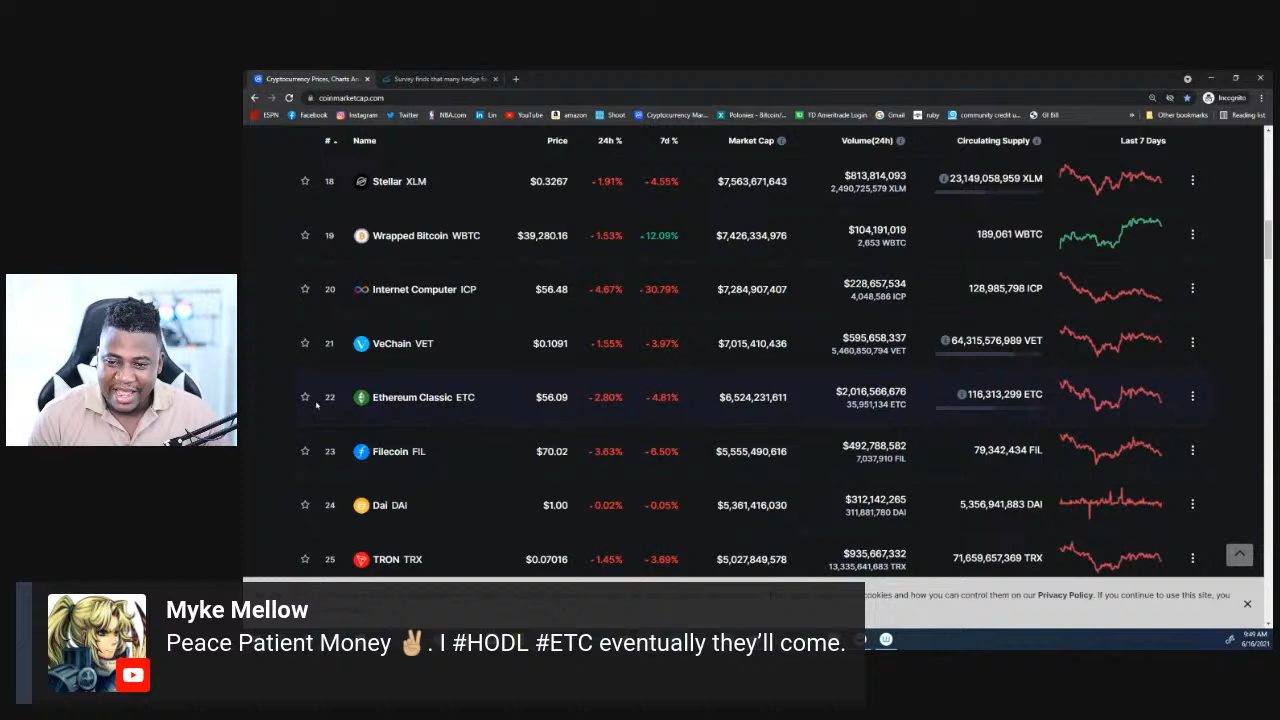 Cryptocurrency Prices, Charts An
Survey finds that many hedge fu
coinmarketcap.com
Incognito
ESPN Facebook Instagram Twitter NBA.com Lin YouTube amazon Shoot Cryptocurrency Mar... Poloniex - Bitcoin/... TD Ameritrade Login Gmail ruby community credit u... GI Bill Other bookmarks Reading list
# Name Price 24h % 7d % Market Cap Volume(24h) Circulating Supply Last 7 Days
18 Stellar XLM $0.3267 1.91% 4.55% $7,563,671,643 $813,814,093 23,149,058,959 XLM
2,490,725,579 XLM
19 Wrapped Bitcoin WBTC $39,280.16 1.53% 12.09% $7,426,334,976 $104,191,019 189,061 WBTC
2,653 WBTC
20 Internet Computer ICP $56.48 4.67% 30.79% $7,284,907,407 $228,657,534 128,985,798 ICP
4,048,586 ICP
21 VeChain VET $0.1091 1.55% 3.97% $7,015,410,436 $595,658,337 64,315,576,989 VET
5,460,850,794 VET
22 Ethereum Classic ETC $56.09 2.80% 4.81% $6,524,231,611 $2,016,566,676 116,313,299 ETC
35,951,134 ETC
23 Filecoin FIL $70.02 3.63% 6.50% $5,555,490,616 $492,788,582 79,342,434 FIL
7,037,910 FIL
24 Dai DAI $1.00 0.02% 0.05% $5,361,416,030 $312,142,265 5,356,941,883 DAI
311,881,780 DAI
25 TRON TRX $0.07016 1.45% 3.69% $5,027,849,578 $935,667,332 71,659,657,369 TRX
13,335,641,683 TRX
cookies and how you can control them on our Privacy Policy. If you continue to use this site, you
9:49 AM
6/16/2021
Myke Mellow
Peace Patient Money ✌🏼. I #HODL #ETC eventually they’ll come.